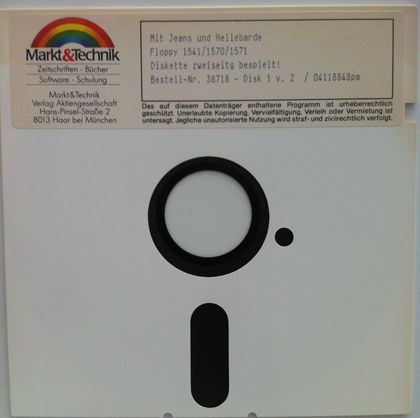 Markt&Technik
Zeitschriften · Bücher
Software · Schulung
Markt&Technik
Verlag Aktiengesellschaft
Hans-Pinsel-Straße 2
8013 Haar bei München
Mit Jeans und Hellebarde
Floppy 1541/1570/1571
Diskette zweiseitg bespielt!
Bestell-Nr. 38718 - Disk 1 v. 2 / 04118848pm
Das auf diesem Datenträger enthaltene Programm ist urheberrechtlich
geschützt. Unerlaubte Kopierung, Vervielfältigung, Verleih oder Vermietung ist
untersagt. Jegliche unautorisierte Nutzung wird straf- und zivilrechtlich verfolgt.